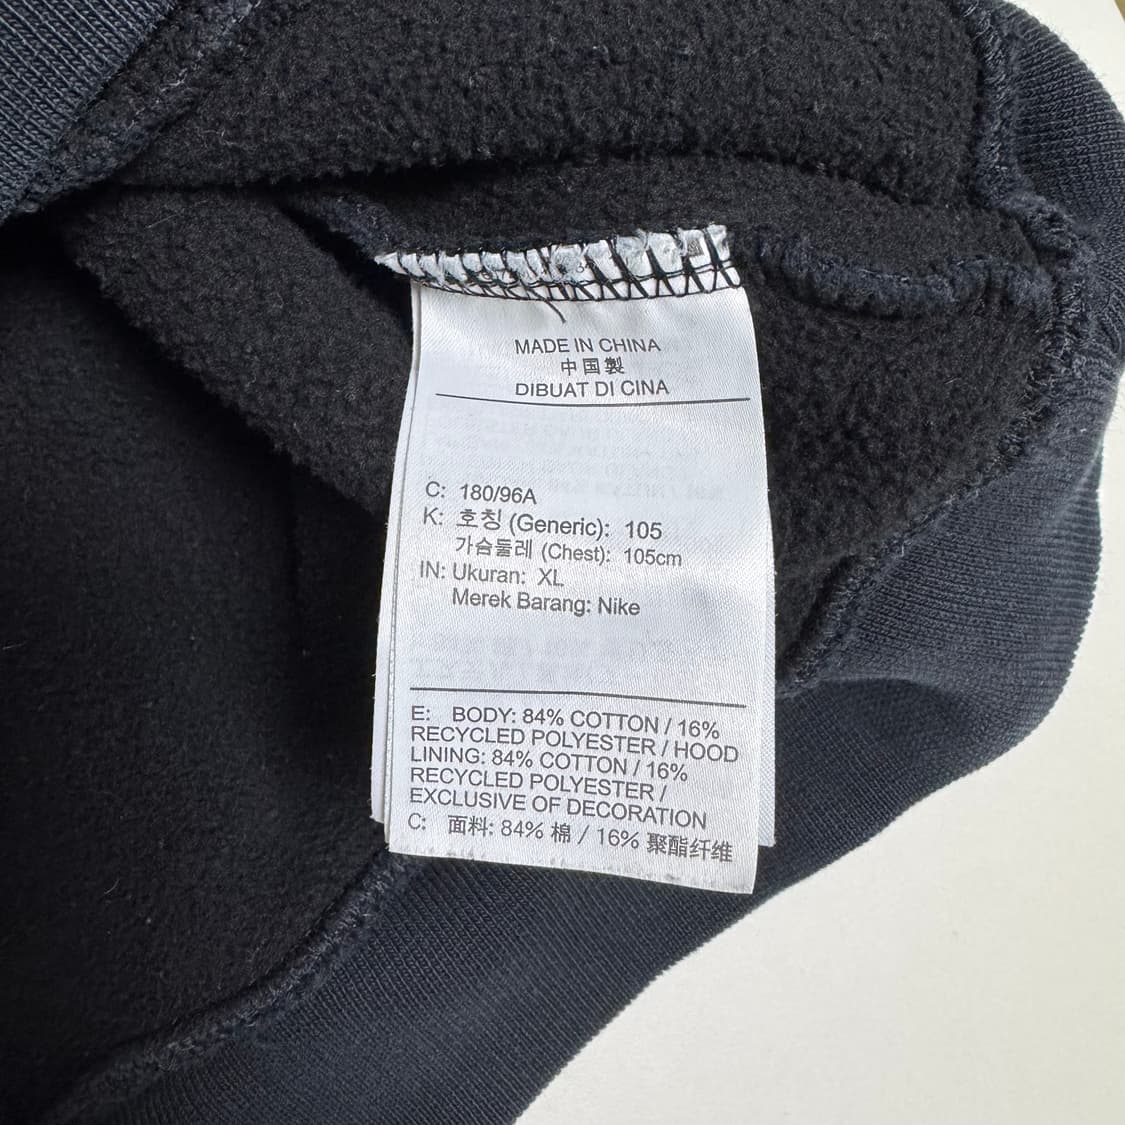 MADE IN CHINA
中国製
DIBUAT DI CINA
C: 180/96A
K: 호칭 (Generic): 105
가슴둘레 (Chest): 105cm
IN: Ukuran: XL
Merek Barang: Nike
E: BODY: 84% COTTON / 16%
RECYCLED POLYESTER / HOOD
LINING: 84% COTTON / 16%
RECYCLED POLYESTER /
EXCLUSIVE OF DECORATION
C: 面料: 84% 棉 / 16% 聚酯纤维